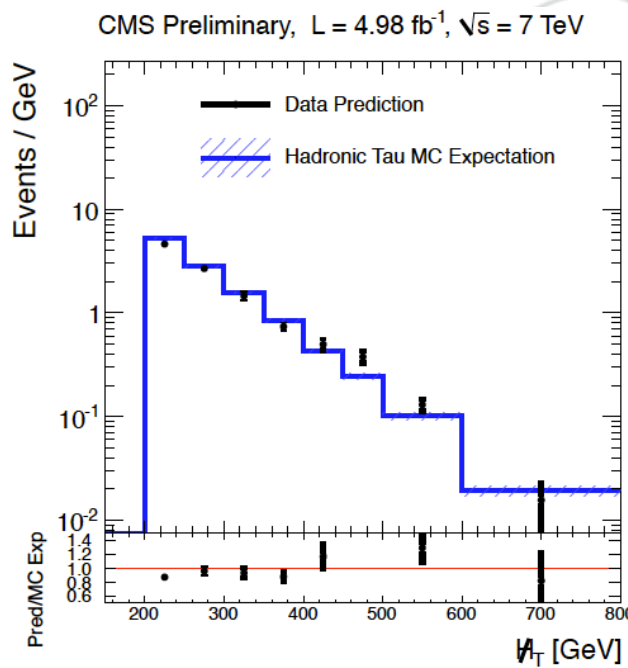 CMS Preliminary, L = 4.98 fb⁻¹, √s = 7 TeV
Events / GeV
Data Prediction
Hadronic Tau MC Expectation
10²
10
1
10⁻¹
10⁻²
Pred/MC Exp
1.4
1.2
1.0
0.8
0.6
200 300 400 500 600 700 800
H̸_T [GeV]